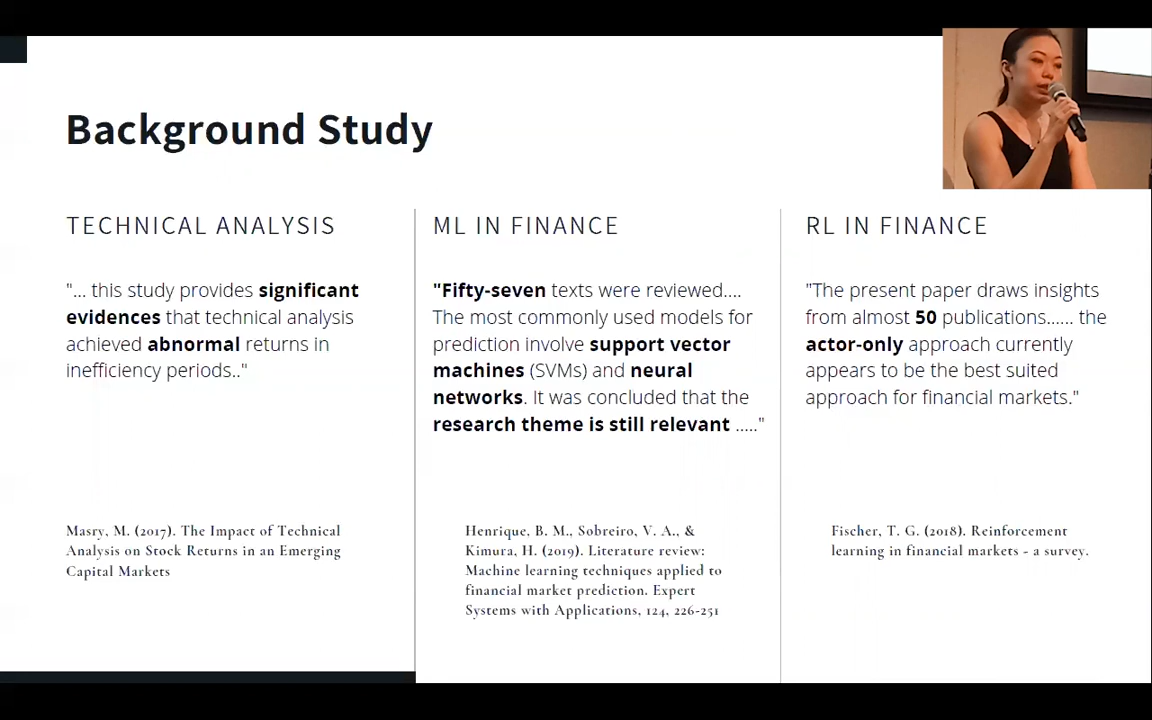 Background Study
TECHNICAL ANALYSIS
"... this study provides significant
evidences that technical analysis
achieved abnormal returns in
inefficiency periods.."
Masry, M. (2017). The Impact of Technical
Analysis on Stock Returns in an Emerging
Capital Markets
ML IN FINANCE
"Fifty-seven texts were reviewed....
The most commonly used models for
prediction involve support vector
machines (SVMs) and neural
networks. It was concluded that the
research theme is still relevant ....."
Henrique, B. M., Sobreiro, V. A., &
Kimura, H. (2019). Literature review:
Machine learning techniques applied to
financial market prediction. Expert
Systems with Applications, 124, 226-251
RL IN FINANCE
"The present paper draws insights
from almost 50 publications...... the
actor-only approach currently
appears to be the best suited
approach for financial markets."
Fischer, T. G. (2018). Reinforcement
learning in financial markets - a survey.